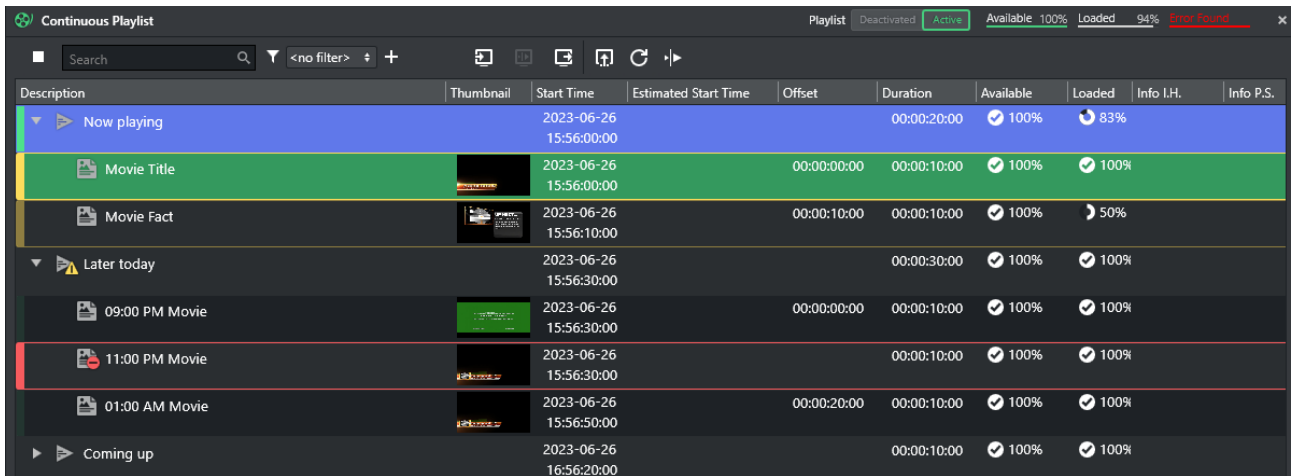 Continuous Playlist
Playlist Deactivated Active Available 100% Loaded 94% Error Found
Search <no filter>
Description Thumbnail Start Time Estimated Start Time Offset Duration Available Loaded Info I.H. Info P.S.
Now playing 2023-06-26 00:00:20:00 100% 83%
15:56:00:00
Movie Title 2023-06-26 00:00:00:00 00:00:10:00 100% 100%
15:56:00:00
Movie Fact 2023-06-26 00:00:10:00 00:00:10:00 100% 50%
15:56:10:00
Later today 2023-06-26 00:00:30:00 100% 100%
15:56:30:00
09:00 PM Movie 2023-06-26 00:00:00:00 00:00:10:00 100% 100%
15:56:30:00
11:00 PM Movie 2023-06-26 00:00:10:00 100% 100%
15:56:30:00
01:00 AM Movie 2023-06-26 00:00:20:00 00:00:10:00 100% 100%
15:56:50:00
Coming up 2023-06-26 00:00:10:00 100% 100%
16:56:20:00